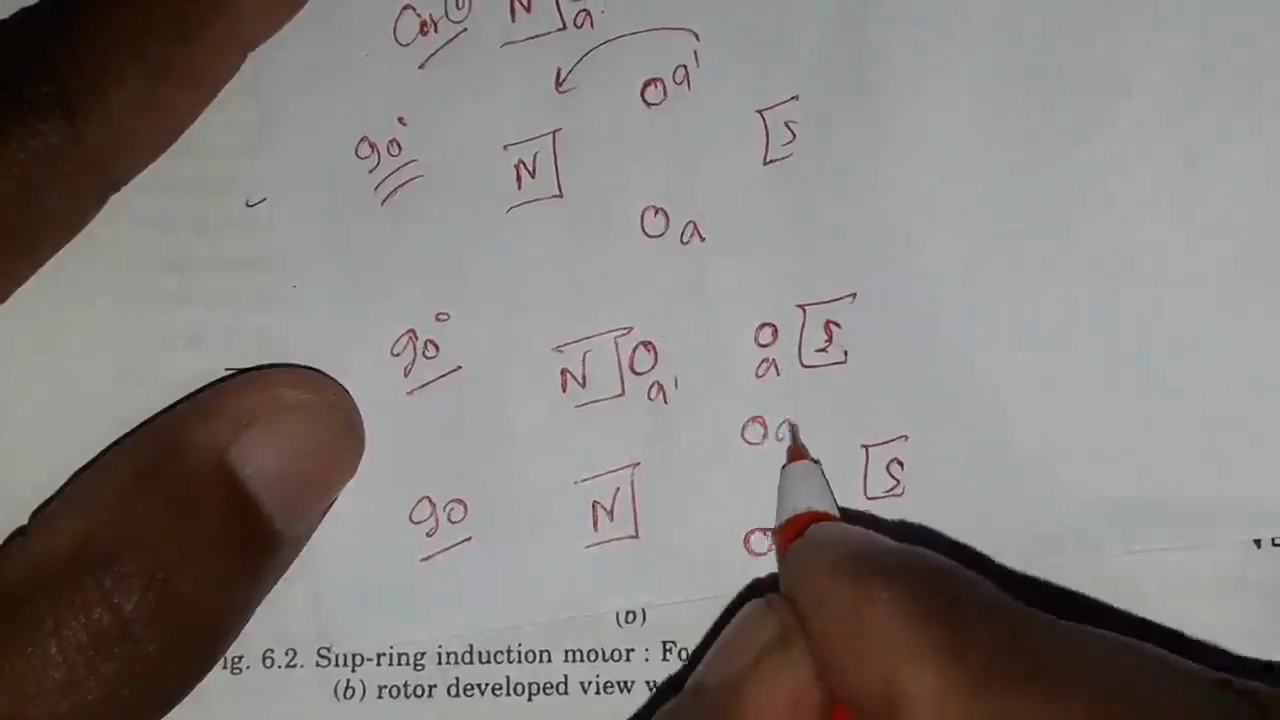 N a
a'
90° N S
a
90° N a' a S
a
90 N S
(b)
ig. 6.2. Slip-ring induction motor : Fo
(b) rotor developed view w